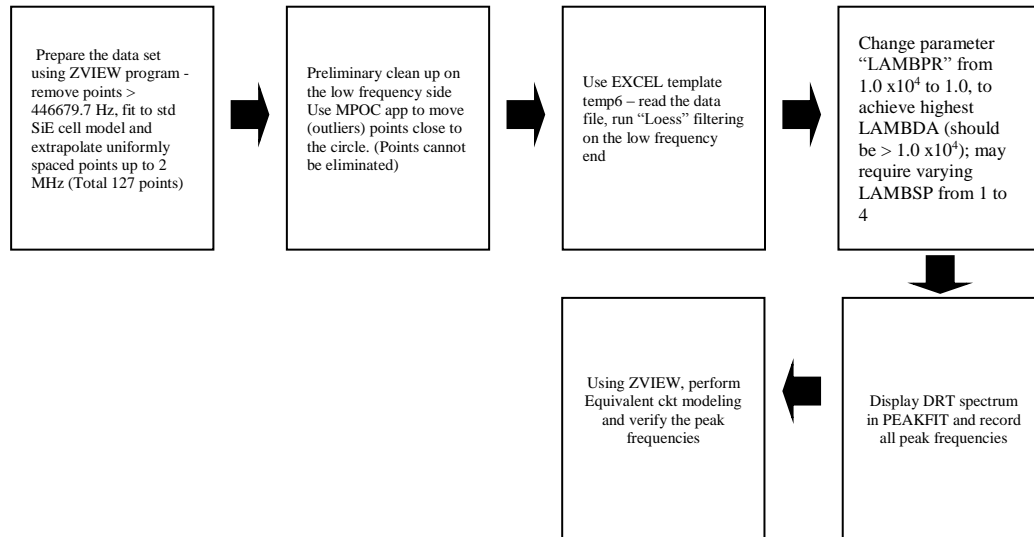 Prepare the data set
using ZVIEW program -
remove points >
446679.7 Hz, fit to std
SiE cell model and
extrapolate uniformly
spaced points up to 2
MHz (Total 127 points)
Preliminary clean up on
the low frequency side
Use MPOC app to move
(outliers) points close to
the circle. (Points cannot
be eliminated)
Use EXCEL template
temp6 – read the data
file, run “Loess” filtering
on the low frequency
end
Change parameter
“LAMBPR” from
1.0 x10⁴ to 1.0, to
achieve highest
LAMBDA (should
be > 1.0 x10⁴); may
require varying
LAMBSP from 1 to
4
Display DRT spectrum
in PEAKFIT and record
all peak frequencies
Using ZVIEW, perform
Equivalent ckt modeling
and verify the peak
frequencies